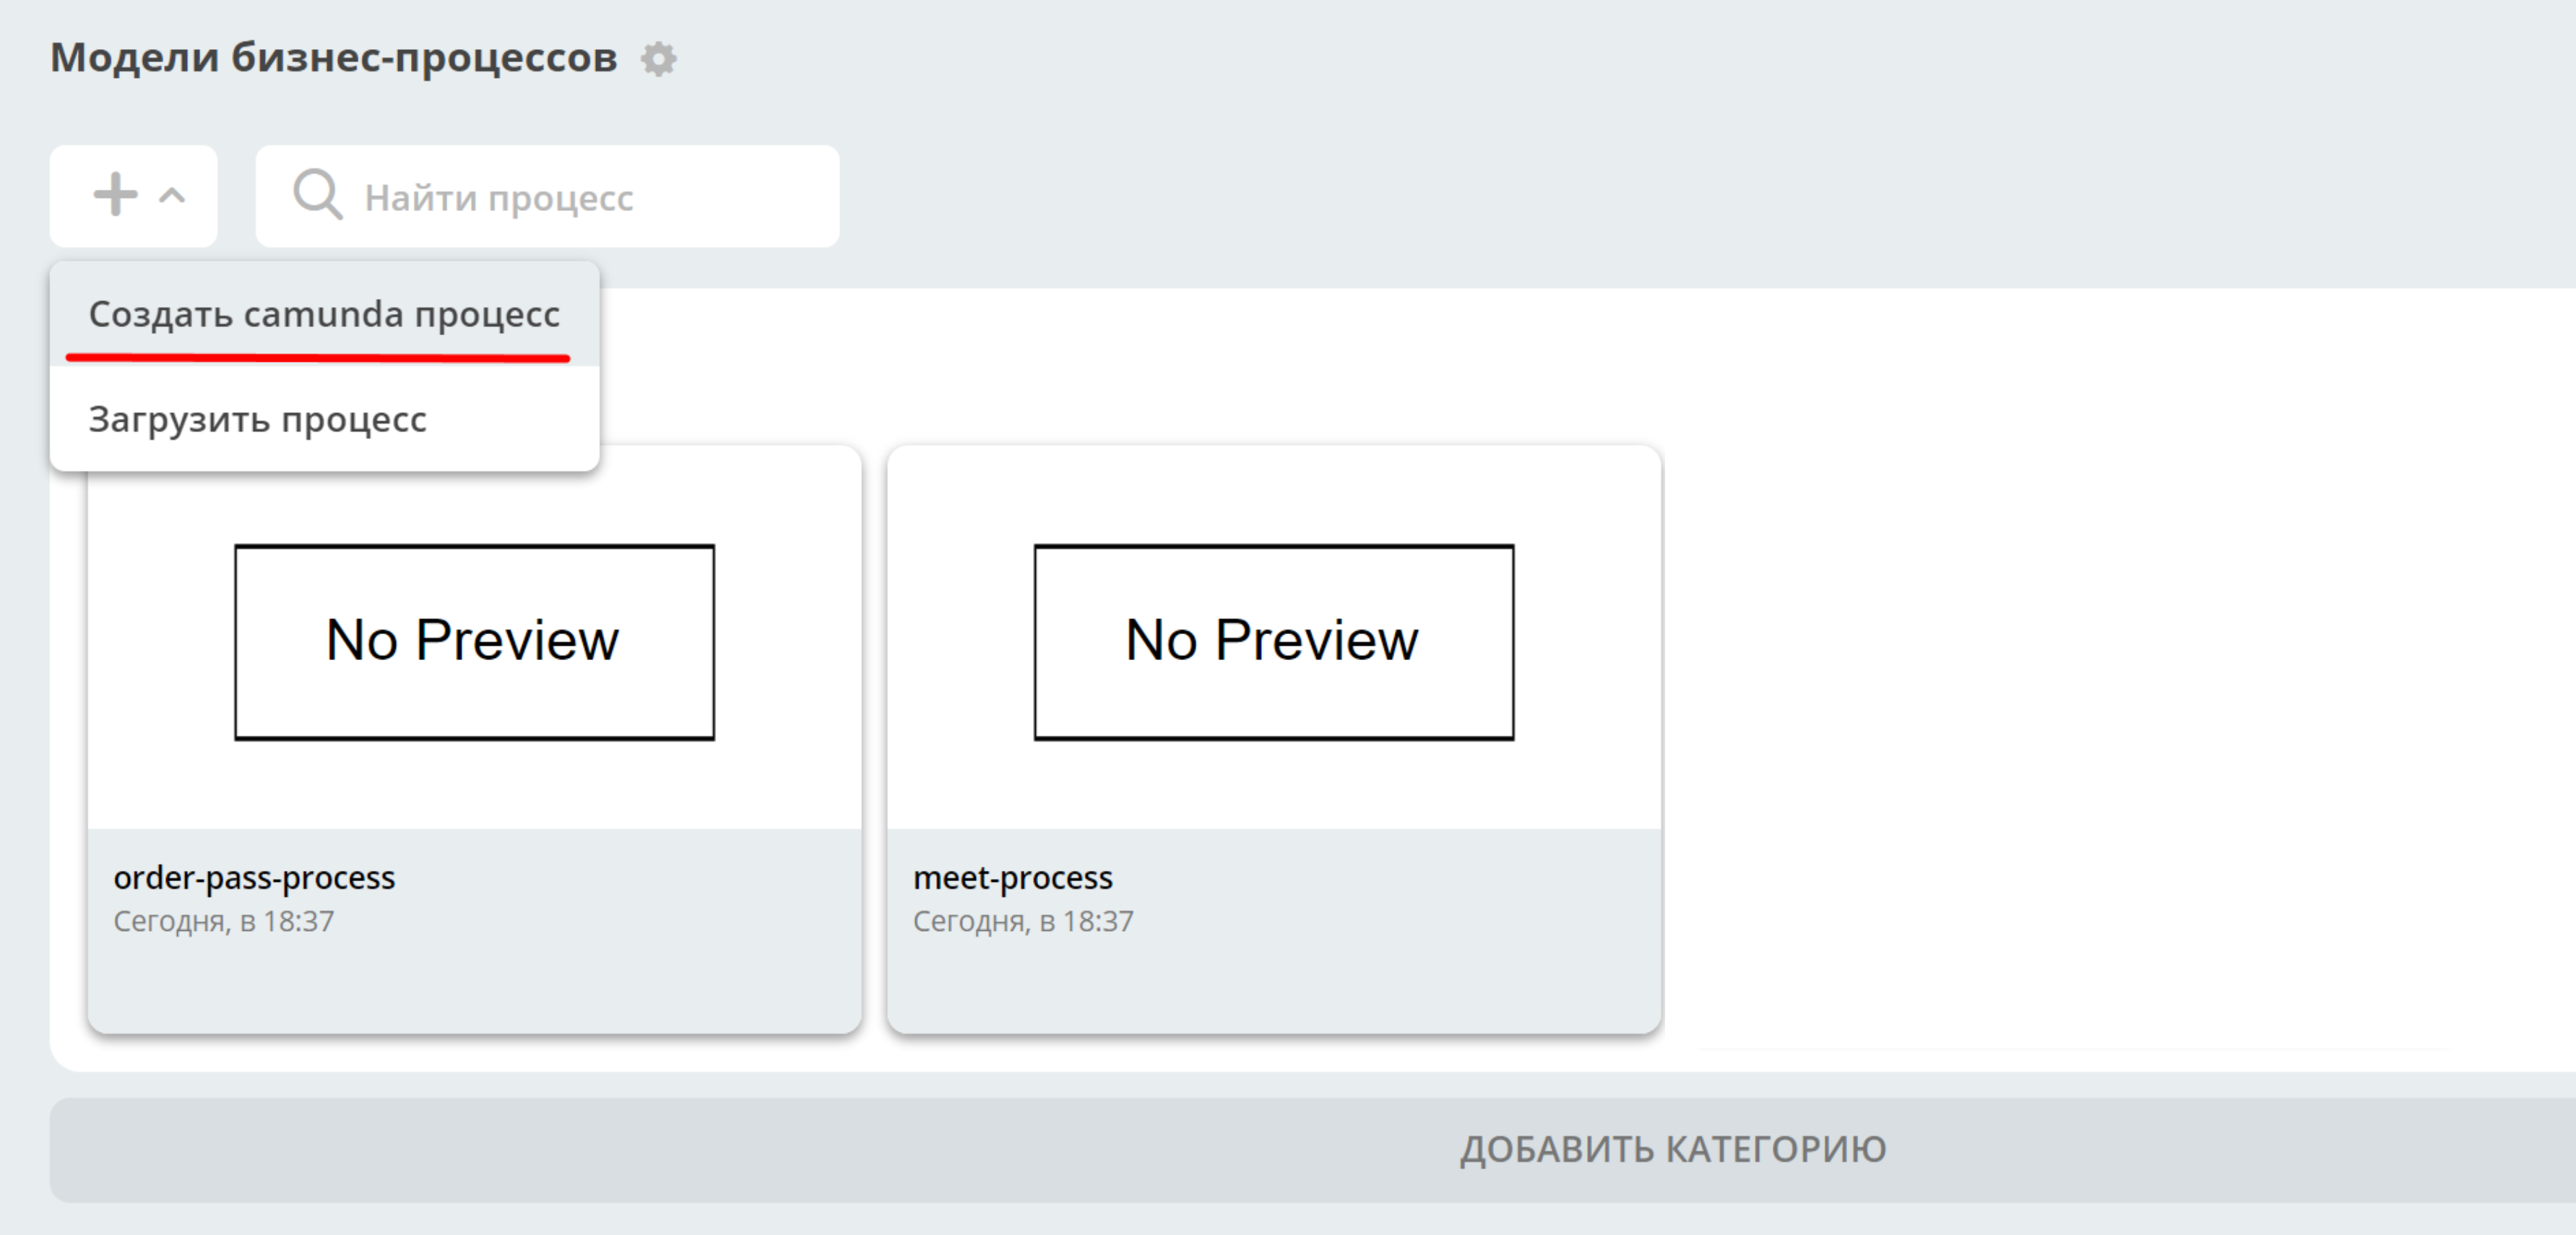 Модели бизнес-процессов
Найти процесс
Создать camunda процесс
Загрузить процесс
No Preview
No Preview
order-pass-process
Сегодня, в 18:37
meet-process
Сегодня, в 18:37
ДОБАВИТЬ КАТЕГОРИЮ